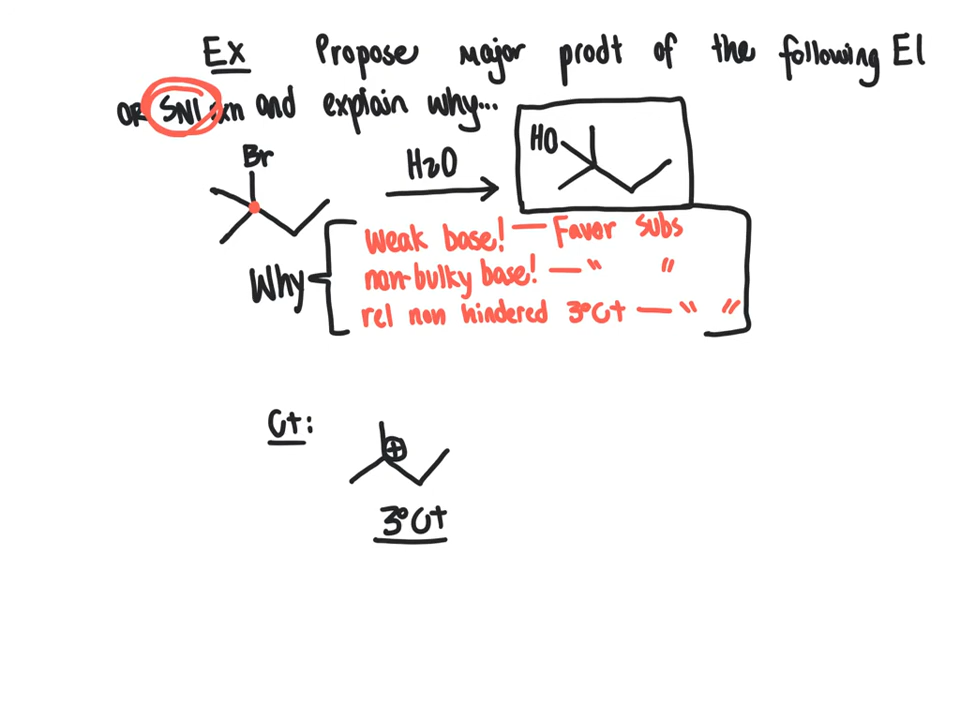 Ex Propose major prodt of the following E1
OR SN1 rxn and explain why...
Br
H2O
HO
Why
Weak base! — Favor subs
non-bulky base! — " "
rel non hindered 3°C+ — " "
C+:
+
3°C+